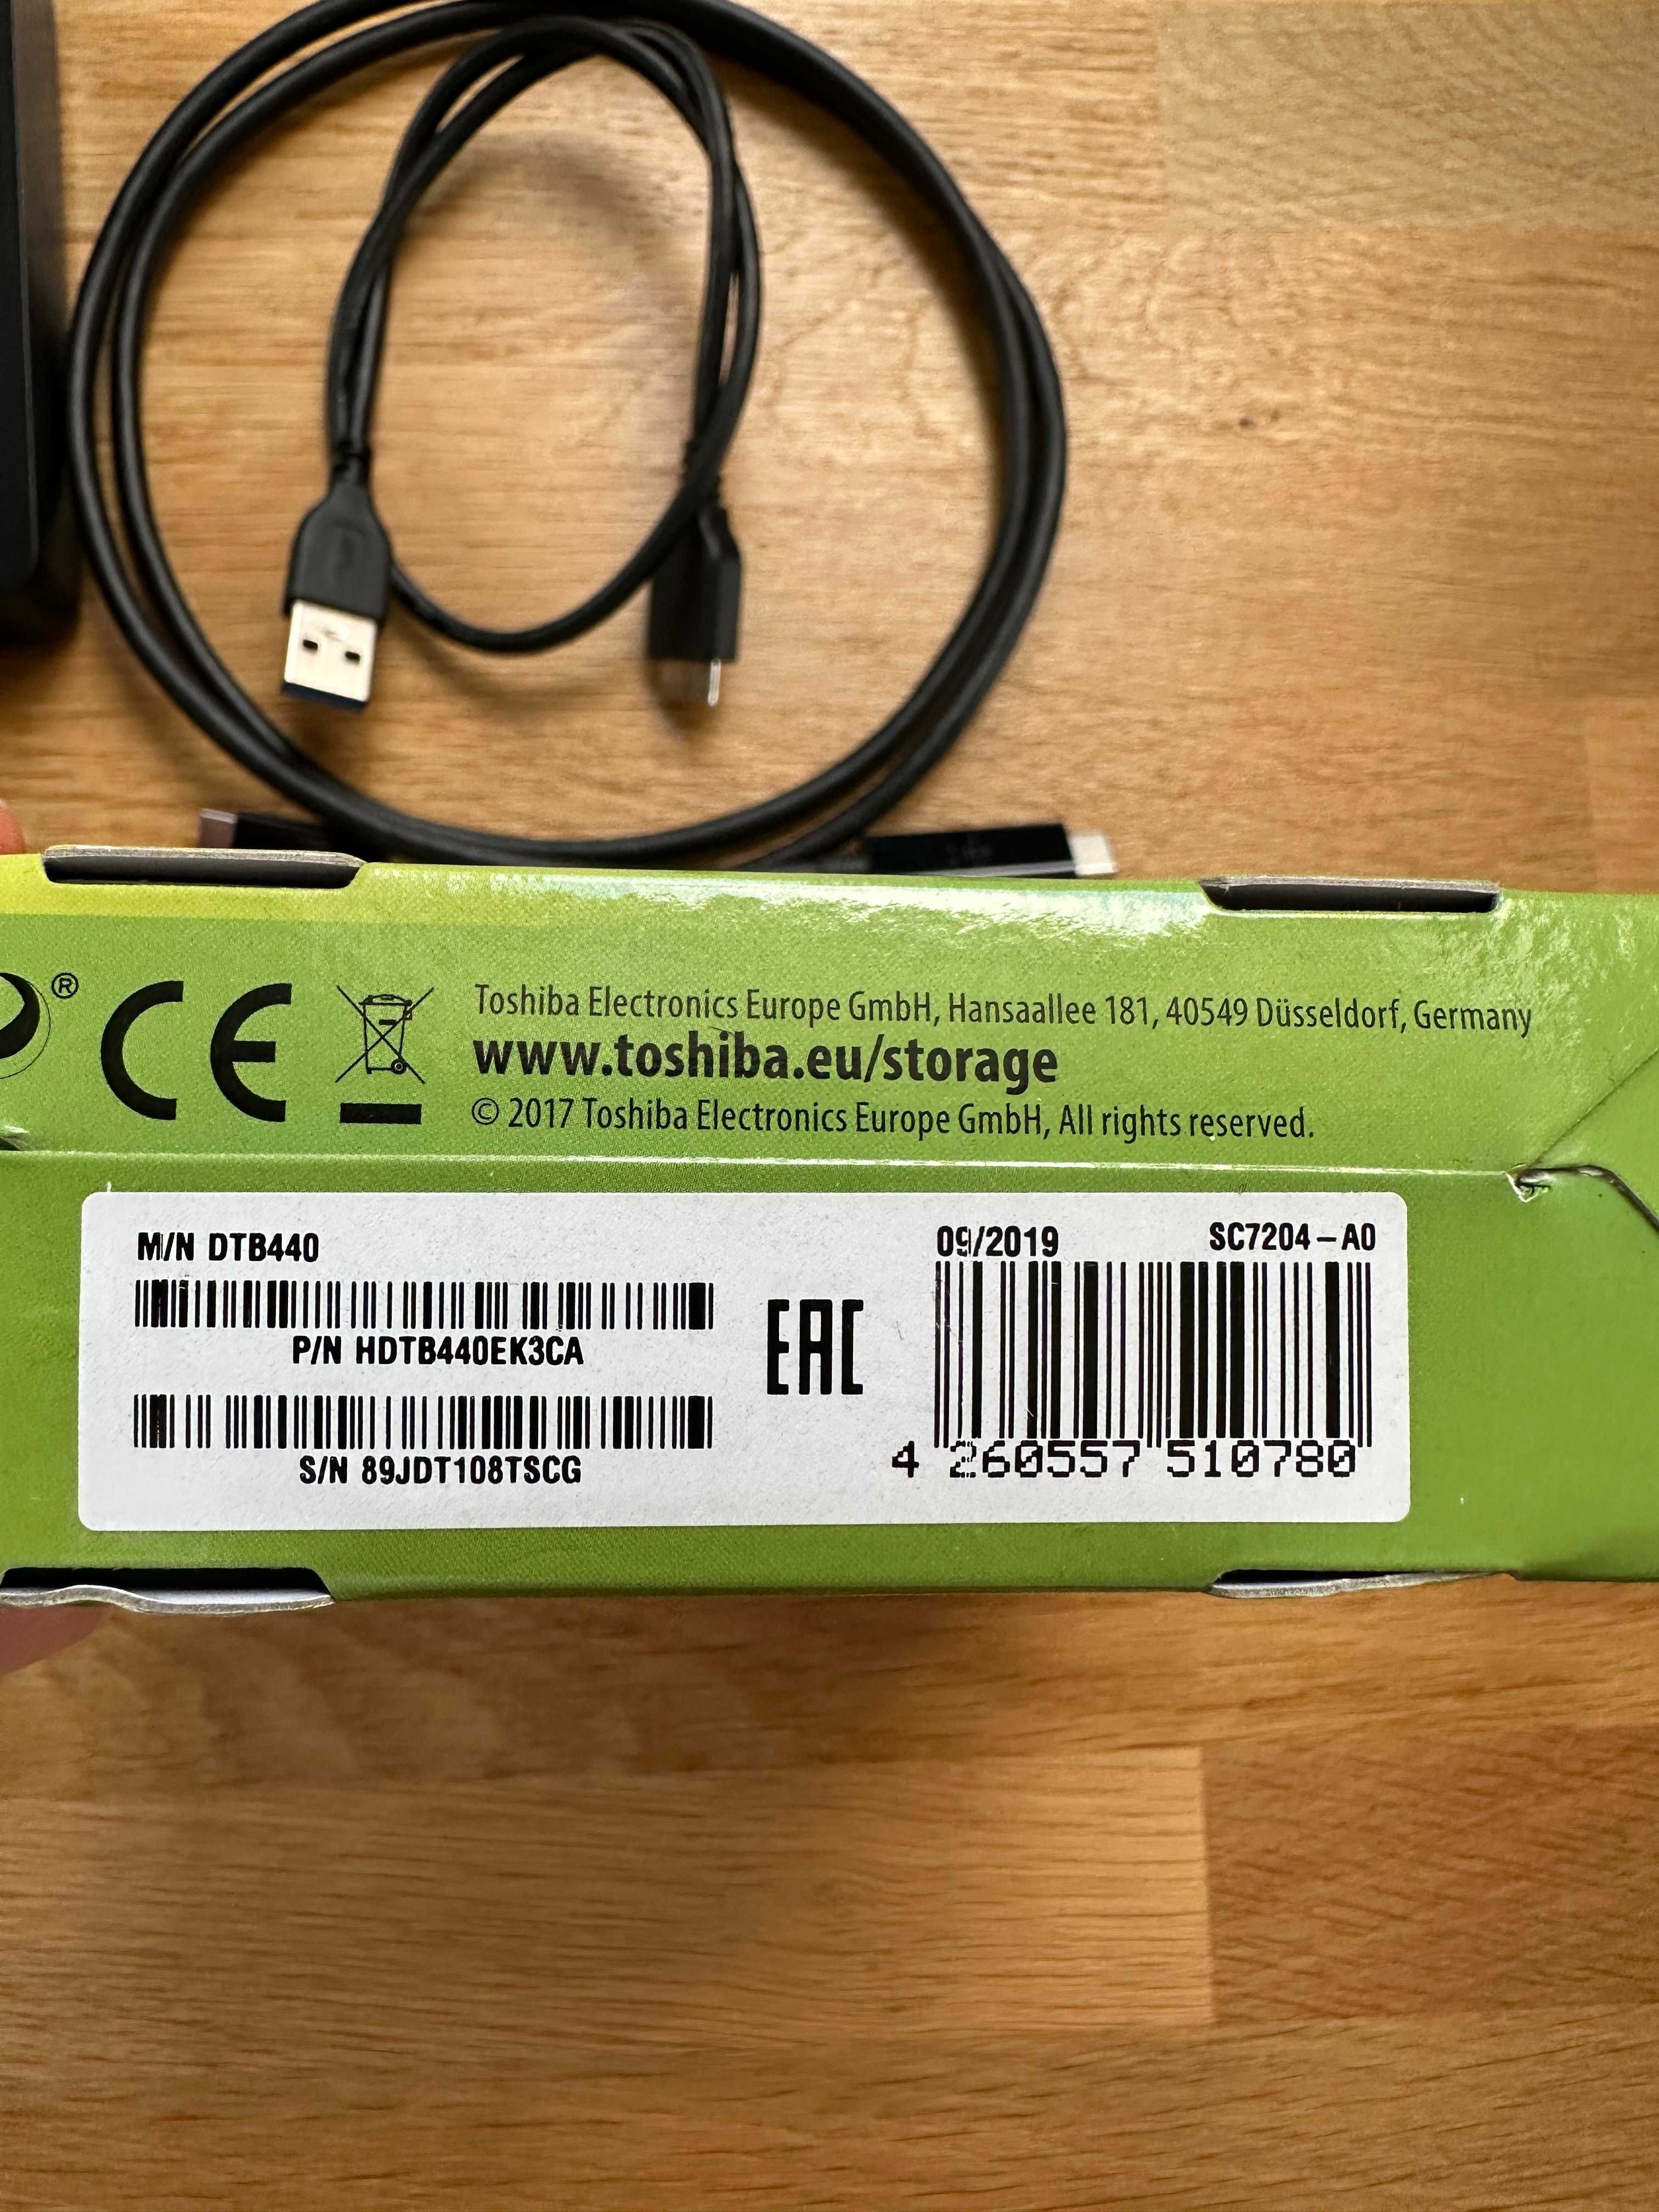 ® CE Toshiba Electronics Europe GmbH, Hansaallee 181, 40549 Düsseldorf, Germany
www.toshiba.eu/storage
© 2017 Toshiba Electronics Europe GmbH, All rights reserved.
M/N DTB440
P/N HDTB440EK3CA
S/N 89JDT108TSCG
EAC
09/2019 SC7204-A0
4 260557 510780